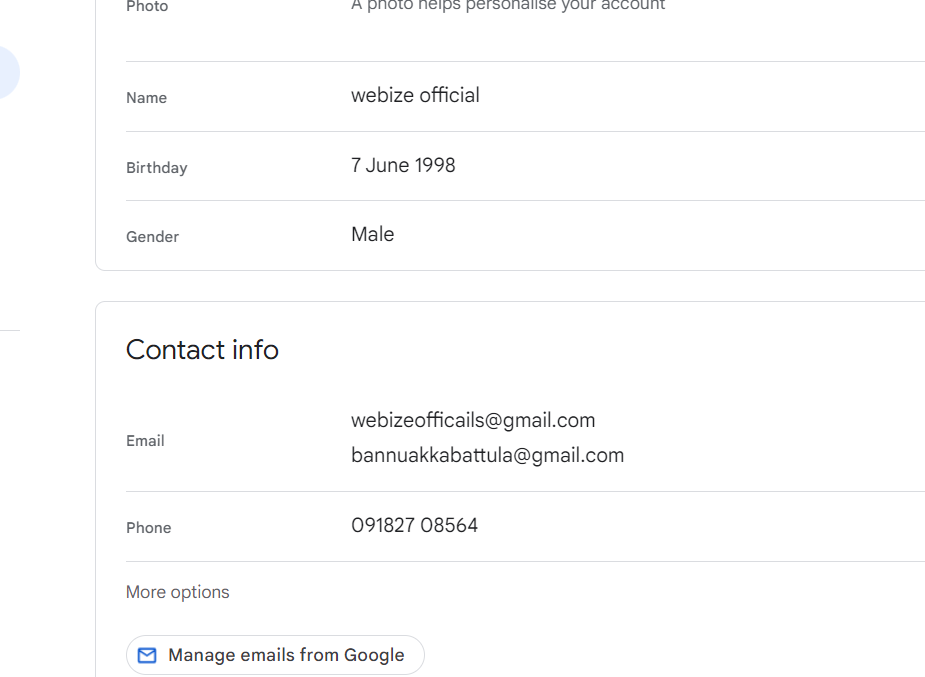 Photo
A photo helps personalise your account
Name
webize official
Birthday
7 June 1998
Gender
Male
Contact info
Email
webizeofficails@gmail.com
bannuakkabattula@gmail.com
Phone
091827 08564
More options
Manage emails from Google